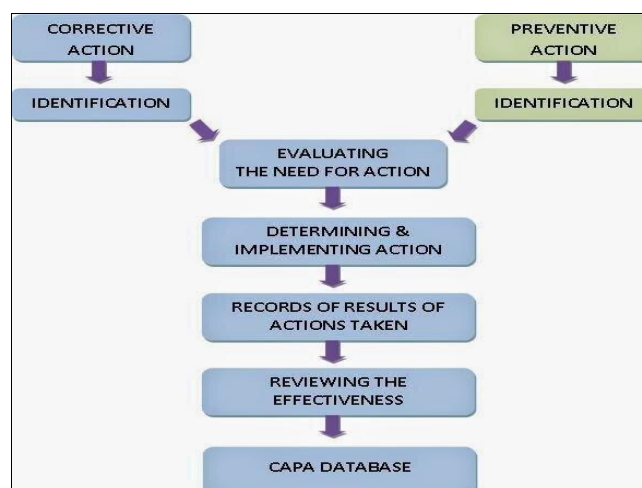 CORRECTIVE
ACTION
PREVENTIVE
ACTION
IDENTIFICATION
IDENTIFICATION
EVALUATING
THE NEED FOR ACTION
DETERMINING &
IMPLEMENTING ACTION
RECORDS OF RESULTS OF
ACTIONS TAKEN
REVIEWING THE
EFFECTIVENESS
CAPA DATABASE